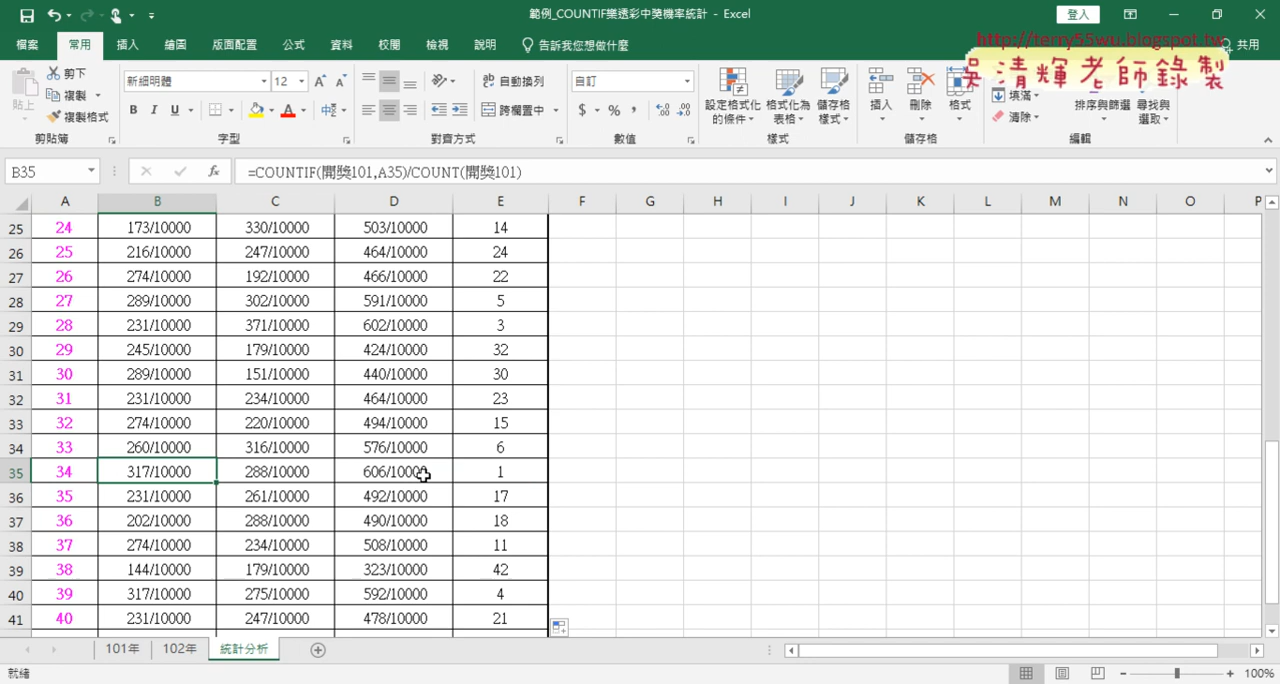 範例_COUNTIF樂透彩中獎機率統計 - Excel
登入
檔案 常用 插入 繪圖 版面配置 公式 資料 校閱 檢視 說明 告訴我您想做什麼 共用
http://terry55wu.blogspot.tw
吳清輝老師錄製
貼上 剪下 複製 複製格式 剪貼簿
新細明體 12 B I U 字型
自動換列 跨欄置中 對齊方式
自訂 $ % , 數值
設定格式化的條件 格式化為表格 儲存格樣式 樣式
插入 刪除 格式 儲存格
填滿 清除 排序與篩選 尋找與選取 編輯
B35 fx =COUNTIF(開獎101,A35)/COUNT(開獎101)
A B C D E F G H I J K L M N O P
25 24 173/10000 330/10000 503/10000 14
26 25 216/10000 247/10000 464/10000 24
27 26 274/10000 192/10000 466/10000 22
28 27 289/10000 302/10000 591/10000 5
29 28 231/10000 371/10000 602/10000 3
30 29 245/10000 179/10000 424/10000 32
31 30 289/10000 151/10000 440/10000 30
32 31 231/10000 234/10000 464/10000 23
33 32 274/10000 220/10000 494/10000 15
34 33 260/10000 316/10000 576/10000 6
35 34 317/10000 288/10000 606/10000 1
36 35 231/10000 261/10000 492/10000 17
37 36 202/10000 288/10000 490/10000 18
38 37 274/10000 234/10000 508/10000 11
39 38 144/10000 179/10000 323/10000 42
40 39 317/10000 275/10000 592/10000 4
41 40 231/10000 247/10000 478/10000 21
101年 102年 統計分析
就緒 100%